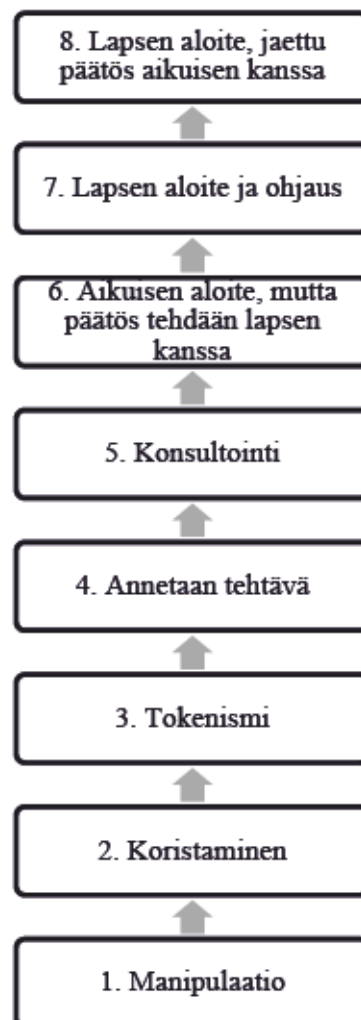 8. Lapsen aloite, jaettu
päätös aikuisen kanssa
7. Lapsen aloite ja ohjaus
6. Aikuisen aloite, mutta
päätös tehdään lapsen
kanssa
5. Konsultointi
4. Annetaan tehtävä
3. Tokenismi
2. Koristaminen
1. Manipulaatio